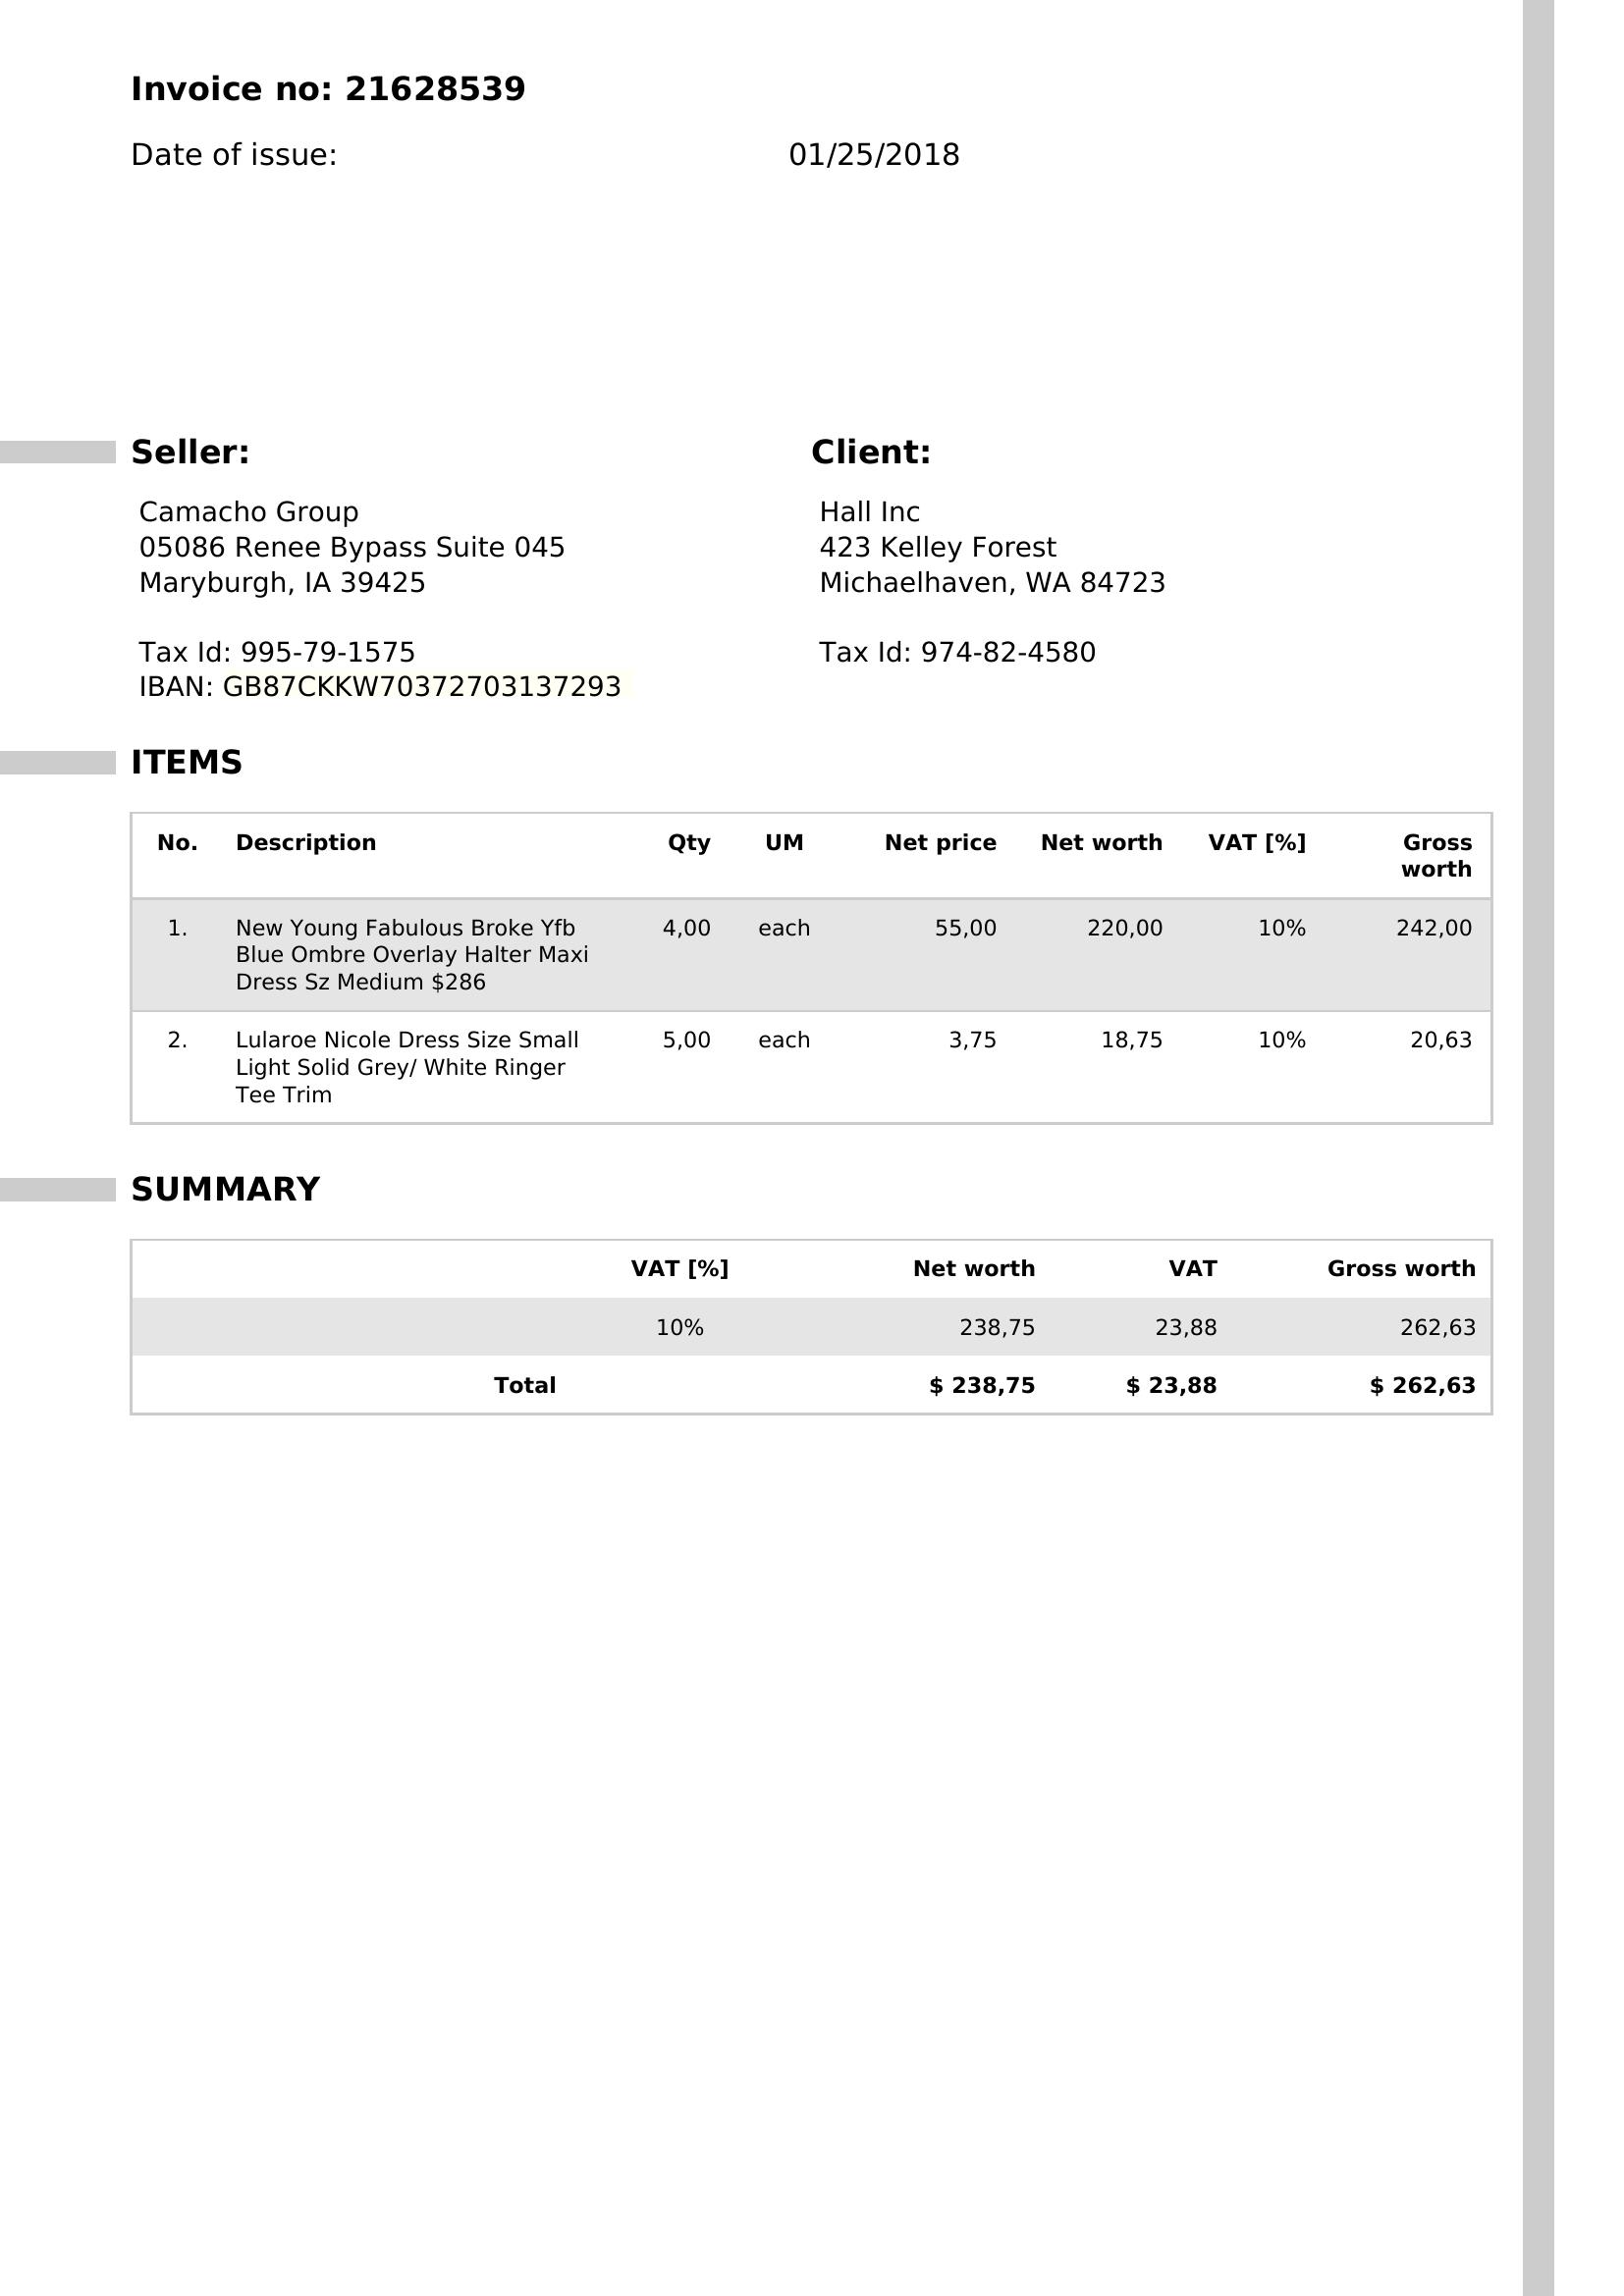 Invoice no: 21628539
Date of issue: 01/25/2018
Seller:
Camacho Group
05086 Renee Bypass Suite 045
Maryburgh, IA 39425
Tax Id: 995-79-1575
IBAN: GB87CKKW70372703137293
Client:
Hall Inc
423 Kelley Forest
Michaelhaven, WA 84723
Tax Id: 974-82-4580
ITEMS
No. Description Qty UM Net price Net worth VAT [%] Gross
worth
1. New Young Fabulous Broke Yfb 4,00 each 55,00 220,00 10% 242,00
Blue Ombre Overlay Halter Maxi
Dress Sz Medium $286
2. Lularoe Nicole Dress Size Small 5,00 each 3,75 18,75 10% 20,63
Light Solid Grey/ White Ringer
Tee Trim
SUMMARY
VAT [%] Net worth VAT Gross worth
10% 238,75 23,88 262,63
Total $ 238,75 $ 23,88 $ 262,63